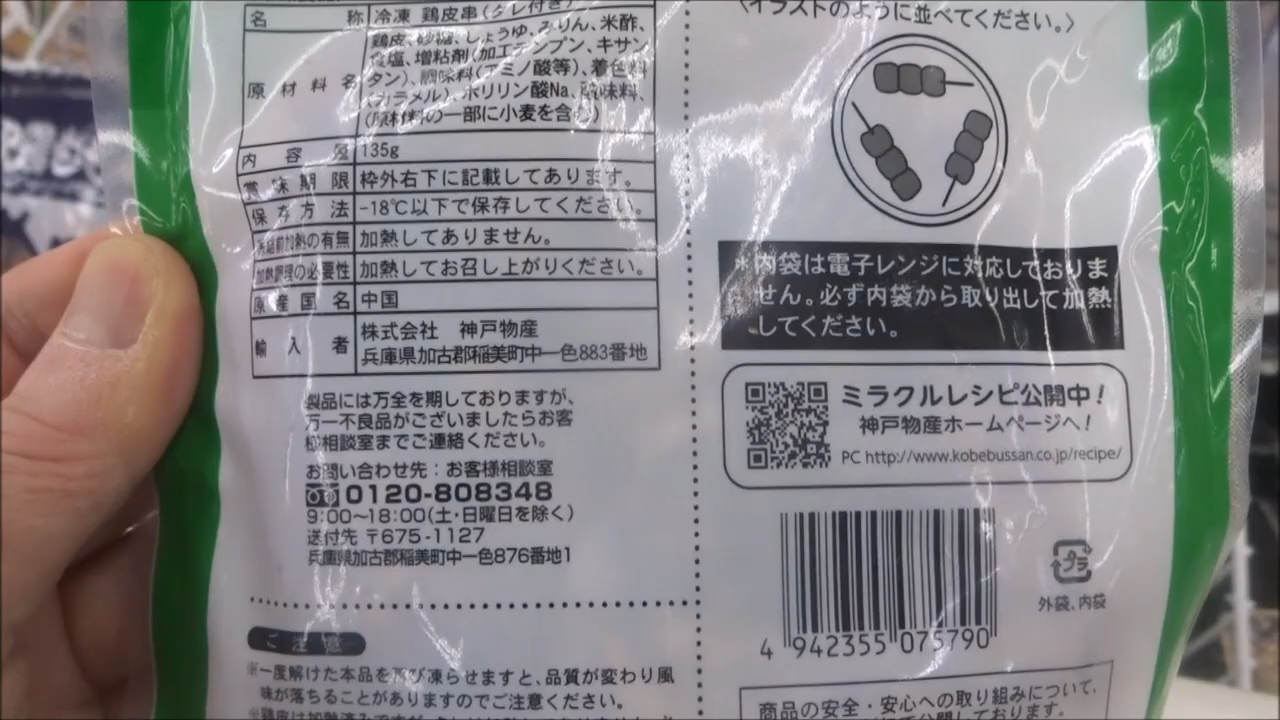 名称 冷凍 鶏皮串(タレ付き)
原材料名 鶏皮、砂糖、しょうゆ、みりん、米酢、
食塩、増粘剤(加工デンプン、キサン
タン)、調味料(アミノ酸等)、着色料
(カラメル)、ポリリン酸Na、酸味料、
(原材料の一部に小麦を含む)
内容量 135g
賞味期限 枠外右下に記載してあります。
保存方法 -18℃以下で保存してください。
供給前加熱の有無 加熱してありません。
加熱調理の必要性 加熱してお召し上がりください。
原産国名 中国
輸入者 株式会社 神戸物産
兵庫県加古郡稲美町中一色883番地
製品には万全を期しておりますが、
万一不良品がございましたらお客
様相談室までご連絡ください。
お問い合わせ先:お客様相談室
0120-808348
9:00~18:00(土・日曜日を除く)
送付先 〒675-1127
兵庫県加古郡稲美町中一色876番地1
ご注意
※一度解けた本品を再び凍らせますと、品質が変わり風
味が落ちることがありますのでご注意ください。
〈イラストのように並べてください。〉
*内袋は電子レンジに対応しておりま
せん。必ず内袋から取り出して加熱
してください。
ミラクルレシピ公開中!
神戸物産ホームページへ!
PC http://www.kobebussan.co.jp/recipe/
4 942355 075790
プラ
外袋、内袋
商品の安全・安心への取り組みについて、